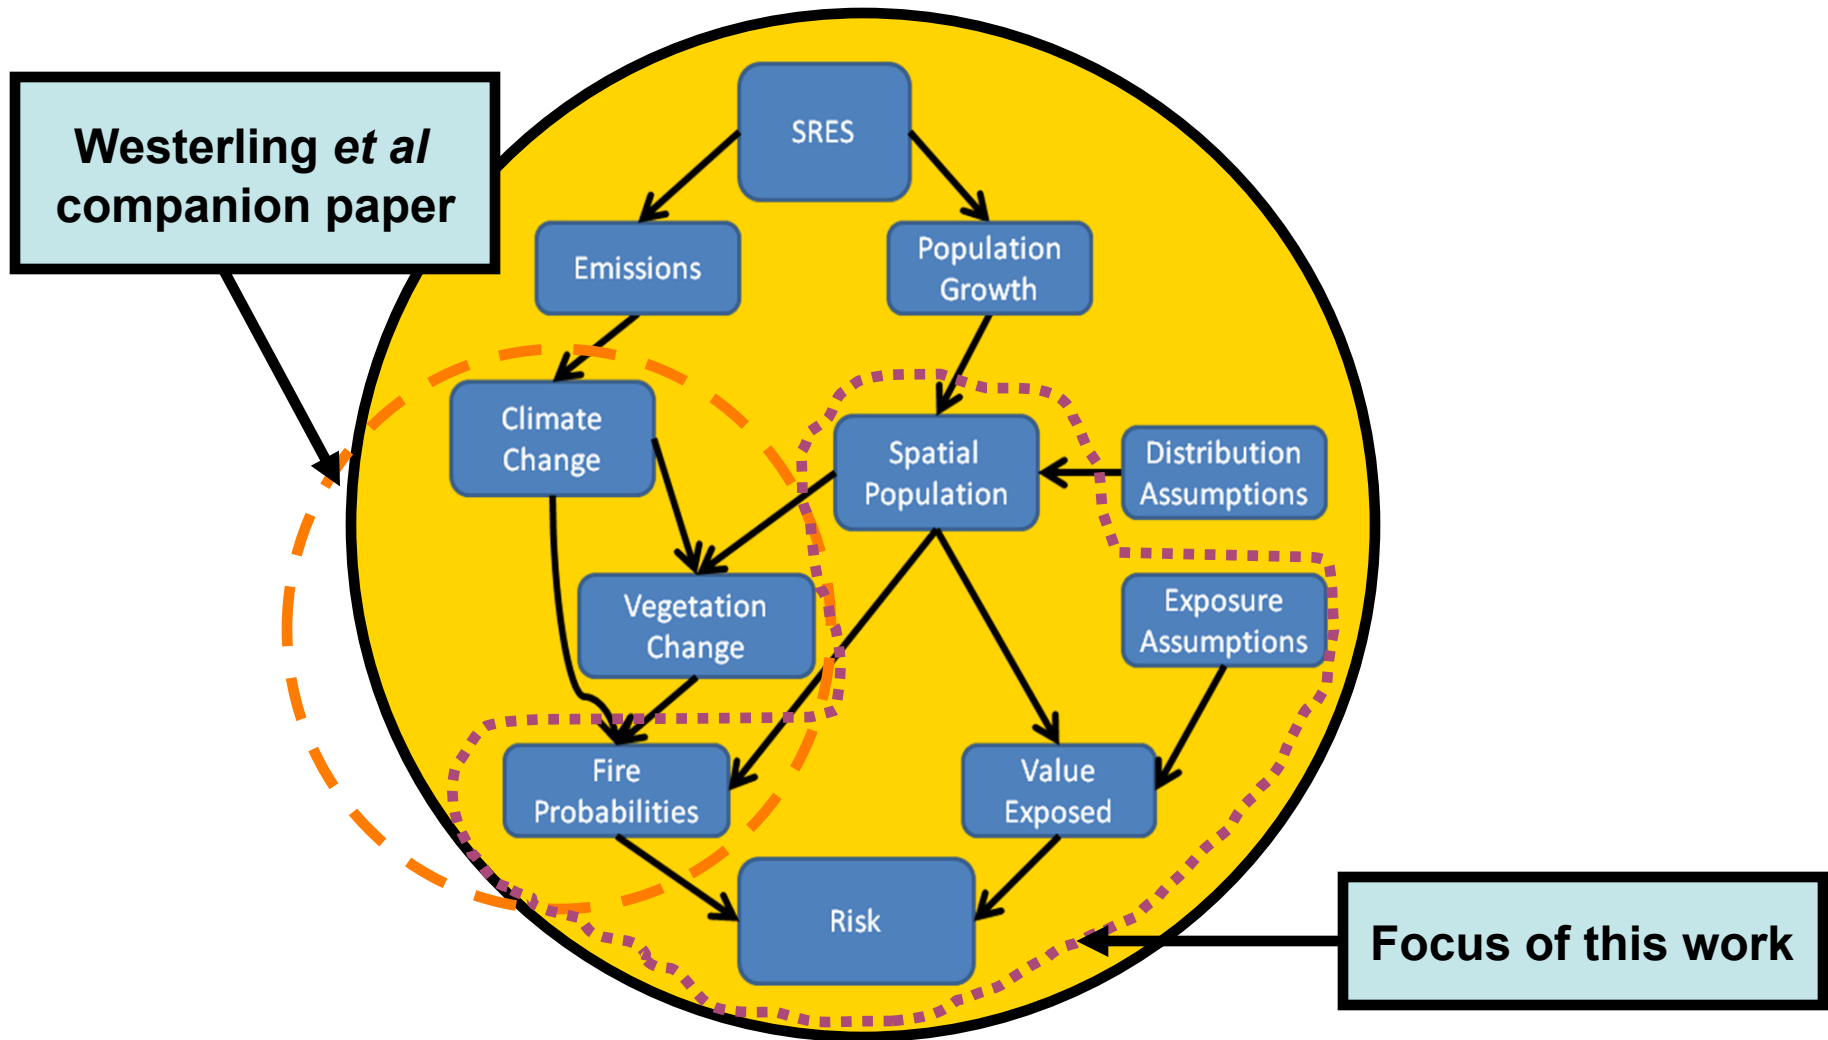 Westerling et al
companion paper
SRES
Emissions
Population
Growth
Climate
Change
Spatial
Population
Distribution
Assumptions
Vegetation
Change
Exposure
Assumptions
Fire
Probabilities
Value
Exposed
Risk
Focus of this work